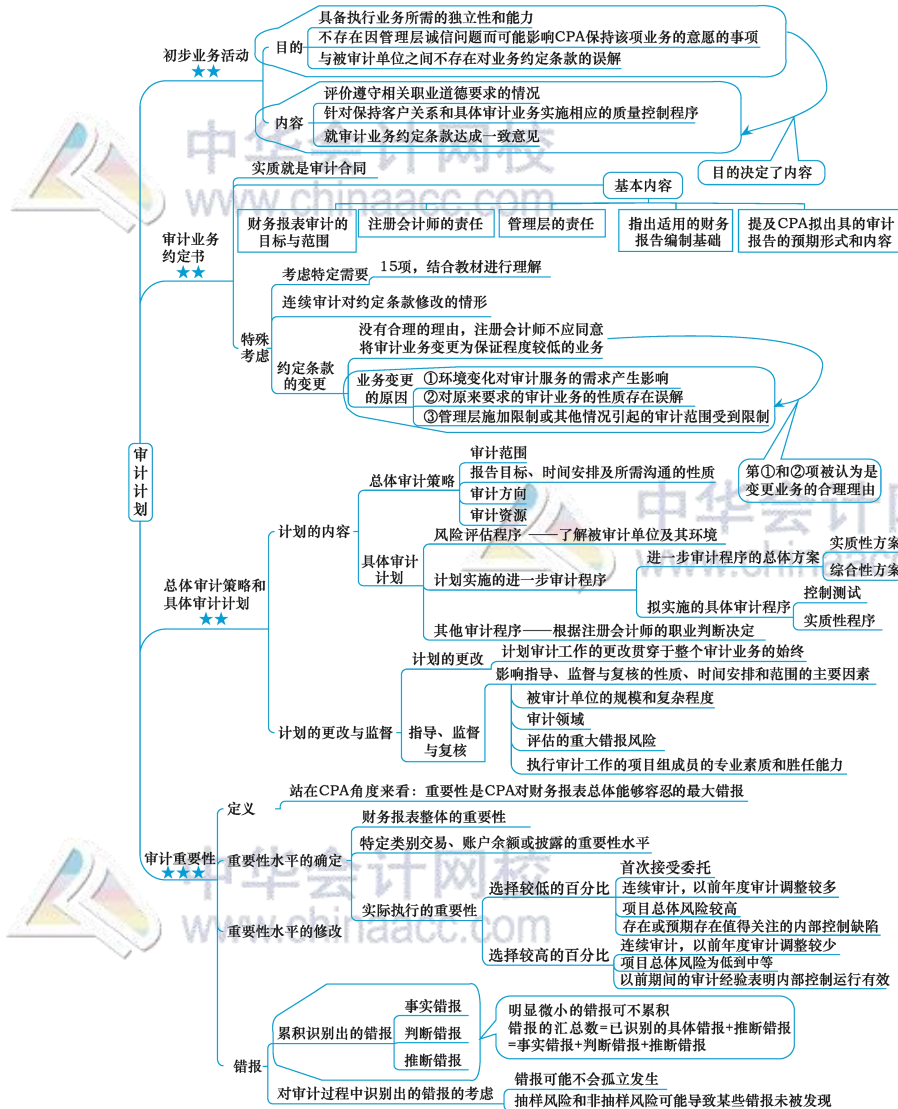 审计计划
初步业务活动
★★
目的
具备执行业务所需的独立性和能力
不存在因管理层诚信问题而可能影响CPA保持该项业务的意愿的事项
与被审计单位之间不存在对业务约定条款的误解
内容
评价遵守相关职业道德要求的情况
针对保持客户关系和具体审计业务实施相应的质量控制程序
就审计业务约定条款达成一致意见
目的决定了内容
审计业务
约定书
★★
实质就是审计合同
基本内容
财务报表审计的
目标与范围
注册会计师的责任
管理层的责任
指出适用的财务
报告编制基础
提及CPA拟出具的审计
报告的预期形式和内容
特殊
考虑
考虑特定需要
15项，结合教材进行理解
连续审计对约定条款修改的情形
约定条款
的变更
没有合理的理由，注册会计师不应同意
将审计业务变更为保证程度较低的业务
业务变更
的原因
①环境变化对审计服务的需求产生影响
②对原来要求的审计业务的性质存在误解
③管理层施加限制或其他情况引起的审计范围受到限制
第①和②项被认为是
变更业务的合理理由
总体审计策略和
具体审计计划
★★
计划的内容
总体审计策略
审计范围
报告目标、时间安排及所需沟通的性质
审计方向
审计资源
具体审计
计划
风险评估程序 ——了解被审计单位及其环境
计划实施的进一步审计程序
进一步审计程序的总体方案
实质性方案
综合性方案
拟实施的具体审计程序
控制测试
实质性程序
其他审计程序——根据注册会计师的职业判断决定
计划的更改与监督
计划的更改
计划审计工作的更改贯穿于整个审计业务的始终
指导、监督
与复核
影响指导、监督与复核的性质、时间安排和范围的主要因素
被审计单位的规模和复杂程度
审计领域
评估的重大错报风险
执行审计工作的项目组成员的专业素质和胜任能力
审计重要性
★★★
定义
站在CPA角度来看：重要性是CPA对财务报表总体能够容忍的最大错报
重要性水平的确定
财务报表整体的重要性
特定类别交易、账户余额或披露的重要性水平
实际执行的重要性
选择较低的百分比
首次接受委托
连续审计，以前年度审计调整较多
项目总体风险较高
存在或预期存在值得关注的内部控制缺陷
选择较高的百分比
连续审计，以前年度审计调整较少
项目总体风险为低到中等
以前期间的审计经验表明内部控制运行有效
重要性水平的修改
错报
累积识别出的错报
事实错报
判断错报
推断错报
明显微小的错报可不累积
错报的汇总数=已识别的具体错报+推断错报
=事实错报+判断错报+推断错报
对审计过程中识别出的错报的考虑
错报可能不会孤立发生
抽样风险和非抽样风险可能导致某些错报未被发现
中华会计网校
www.chinaacc.com
中华会计网
www.chinaacc
中华会计网校
www.chinaacc.com